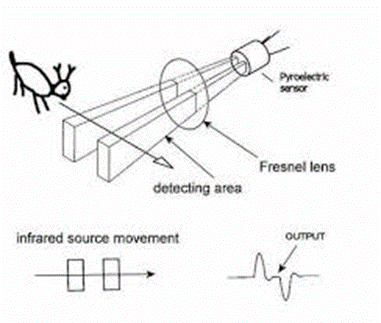 Pyroelectric
sensor
Fresnel lens
detecting area
infrared source movement
OUTPUT